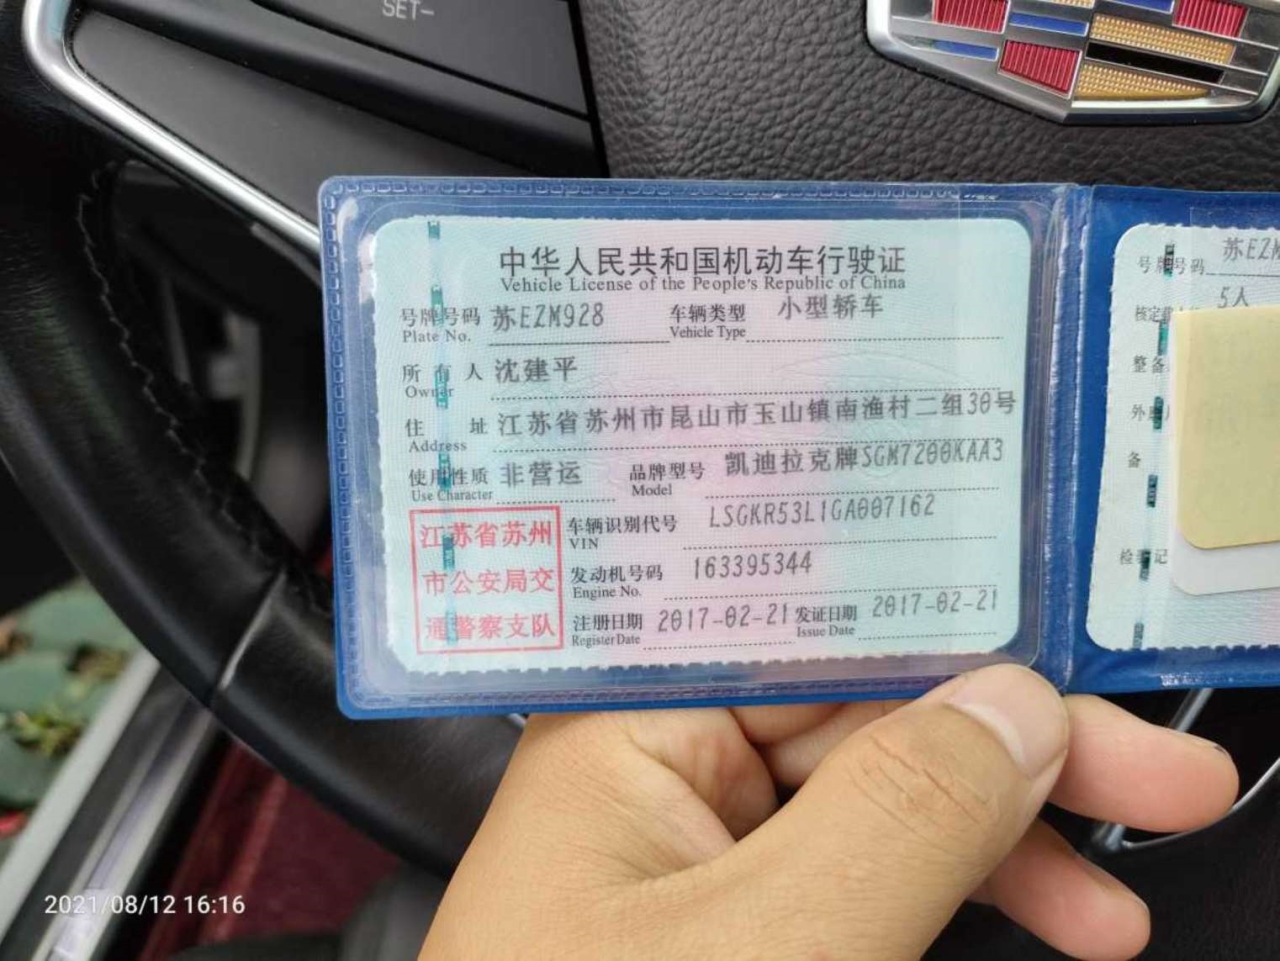 SET-
中华人民共和国机动车行驶证
Vehicle License of the People's Republic of China
号牌号码 苏EZM928 车辆类型 小型轿车
Plate No. Vehicle Type
所有人 沈建平
Owner
住址 江苏省苏州市昆山市玉山镇南渔村二组30号
Address
使用性质 非营运 品牌型号 凯迪拉克牌SGM7200KAA3
Use Character Model
江苏省苏州
市公安局交
通警察支队
车辆识别代号 LSGKR53L1GA007162
VIN
发动机号码 163395344
Engine No.
注册日期 2017-02-21 发证日期 2017-02-21
Register Date Issue Date
号牌号码 苏EZM
核定 5人
整备
外
备
检 记
2021/08/12 16:16